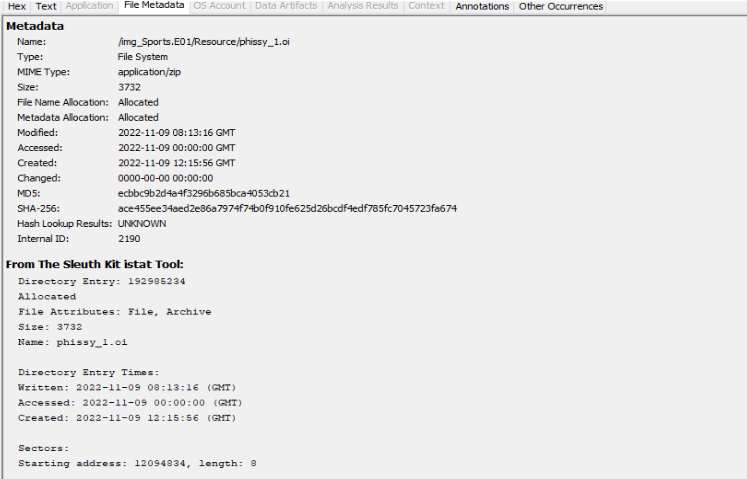 Hex Text Application File Metadata OS Account Data Artifacts Analysis Results Context Annotations Other Occurrences
Metadata
Name: /img_Sports.E01/Resource/phissy_1.oi
Type: File System
MIME Type: application/zip
Size: 3732
File Name Allocation: Allocated
Metadata Allocation: Allocated
Modified: 2022-11-09 08:13:16 GMT
Accessed: 2022-11-09 00:00:00 GMT
Created: 2022-11-09 12:15:56 GMT
Changed: 0000-00-00 00:00:00
MD5: ecbbc9b2d4a4f3296b685bca4053cb21
SHA-256: ace455ee34aed2e86a7974f74b0f910fe625d26bcdf4edf785fc7045723fa674
Hash Lookup Results: UNKNOWN
Internal ID: 2190
From The Sleuth Kit istat Tool:
Directory Entry: 192985234
Allocated
File Attributes: File, Archive
Size: 3732
Name: phissy_1.oi
Directory Entry Times:
Written: 2022-11-09 08:13:16 (GMT)
Accessed: 2022-11-09 00:00:00 (GMT)
Created: 2022-11-09 12:15:56 (GMT)
Sectors:
Starting address: 12094834, length: 8